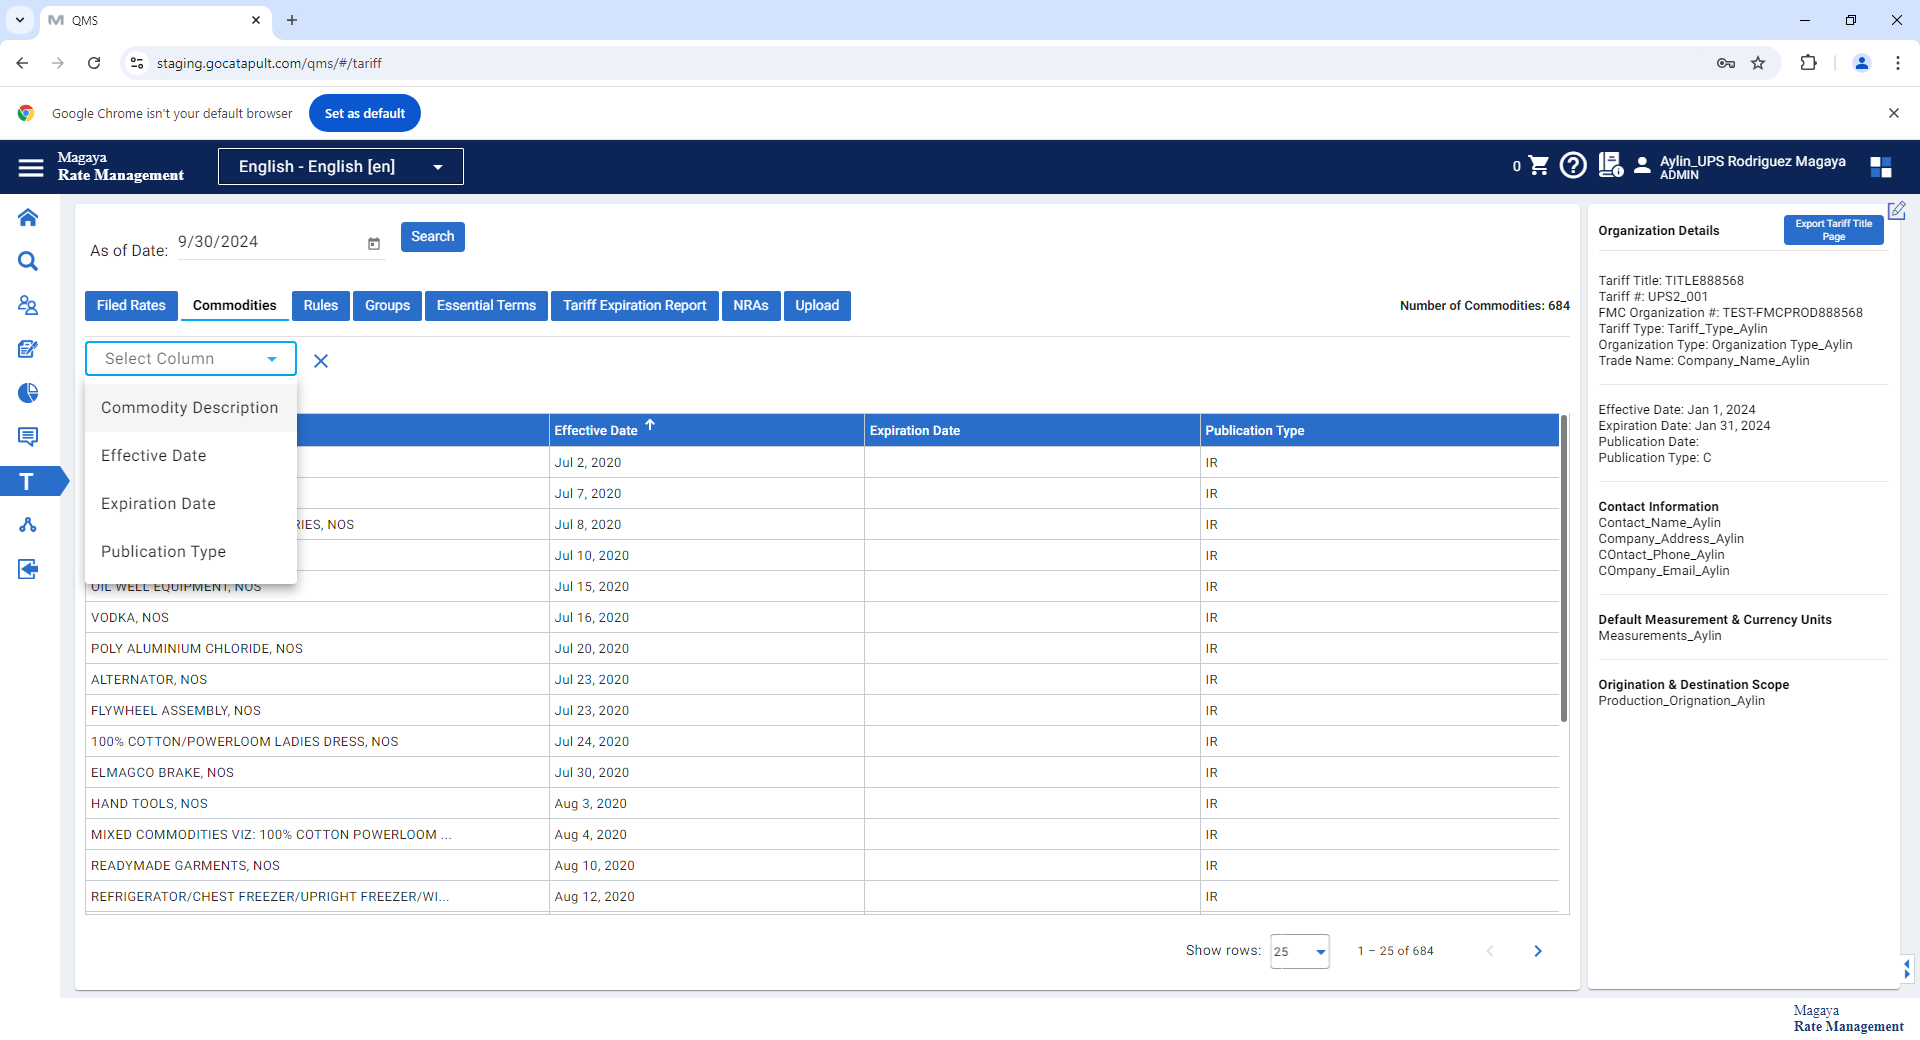 QMS
staging.gocatapult.com/qms/#/tariff
Google Chrome isn't your default browser
Set as default
Magaya
Rate Management
English - English [en]
0
Aylin_UPS Rodriguez Magaya
ADMIN
As of Date:
9/30/2024
Search
Filed Rates
Commodities
Rules
Groups
Essential Terms
Tariff Expiration Report
NRAs
Upload
Number of Commodities: 684
Select Column
Commodity Description
Effective Date
Expiration Date
Publication Type
T
Effective Date
Expiration Date
Publication Type
Jul 2, 2020
IR
Jul 7, 2020
IR
RIES, NOS
Jul 8, 2020
IR
Jul 10, 2020
IR
OIL WELL EQUIPMENT, NOS
Jul 15, 2020
IR
VODKA, NOS
Jul 16, 2020
IR
POLY ALUMINIUM CHLORIDE, NOS
Jul 20, 2020
IR
ALTERNATOR, NOS
Jul 23, 2020
IR
FLYWHEEL ASSEMBLY, NOS
Jul 23, 2020
IR
100% COTTON/POWERLOOM LADIES DRESS, NOS
Jul 24, 2020
IR
ELMAGCO BRAKE, NOS
Jul 30, 2020
IR
HAND TOOLS, NOS
Aug 3, 2020
IR
MIXED COMMODITIES VIZ: 100% COTTON POWERLOOM ...
Aug 4, 2020
IR
READYMADE GARMENTS, NOS
Aug 10, 2020
IR
REFRIGERATOR/CHEST FREEZER/UPRIGHT FREEZER/WI...
Aug 12, 2020
IR
Show rows:
25
1 – 25 of 684
Organization Details
Export Tariff Title
Page
Tariff Title: TITLE888568
Tariff #: UPS2_001
FMC Organization #: TEST-FMCPROD888568
Tariff Type: Tariff_Type_Aylin
Organization Type: Organization Type_Aylin
Trade Name: Company_Name_Aylin
Effective Date: Jan 1, 2024
Expiration Date: Jan 31, 2024
Publication Date:
Publication Type: C
Contact Information
Contact_Name_Aylin
Company_Address_Aylin
COntact_Phone_Aylin
COmpany_Email_Aylin
Default Measurement & Currency Units
Measurements_Aylin
Origination & Destination Scope
Production_Orignation_Aylin
Magaya
Rate Management